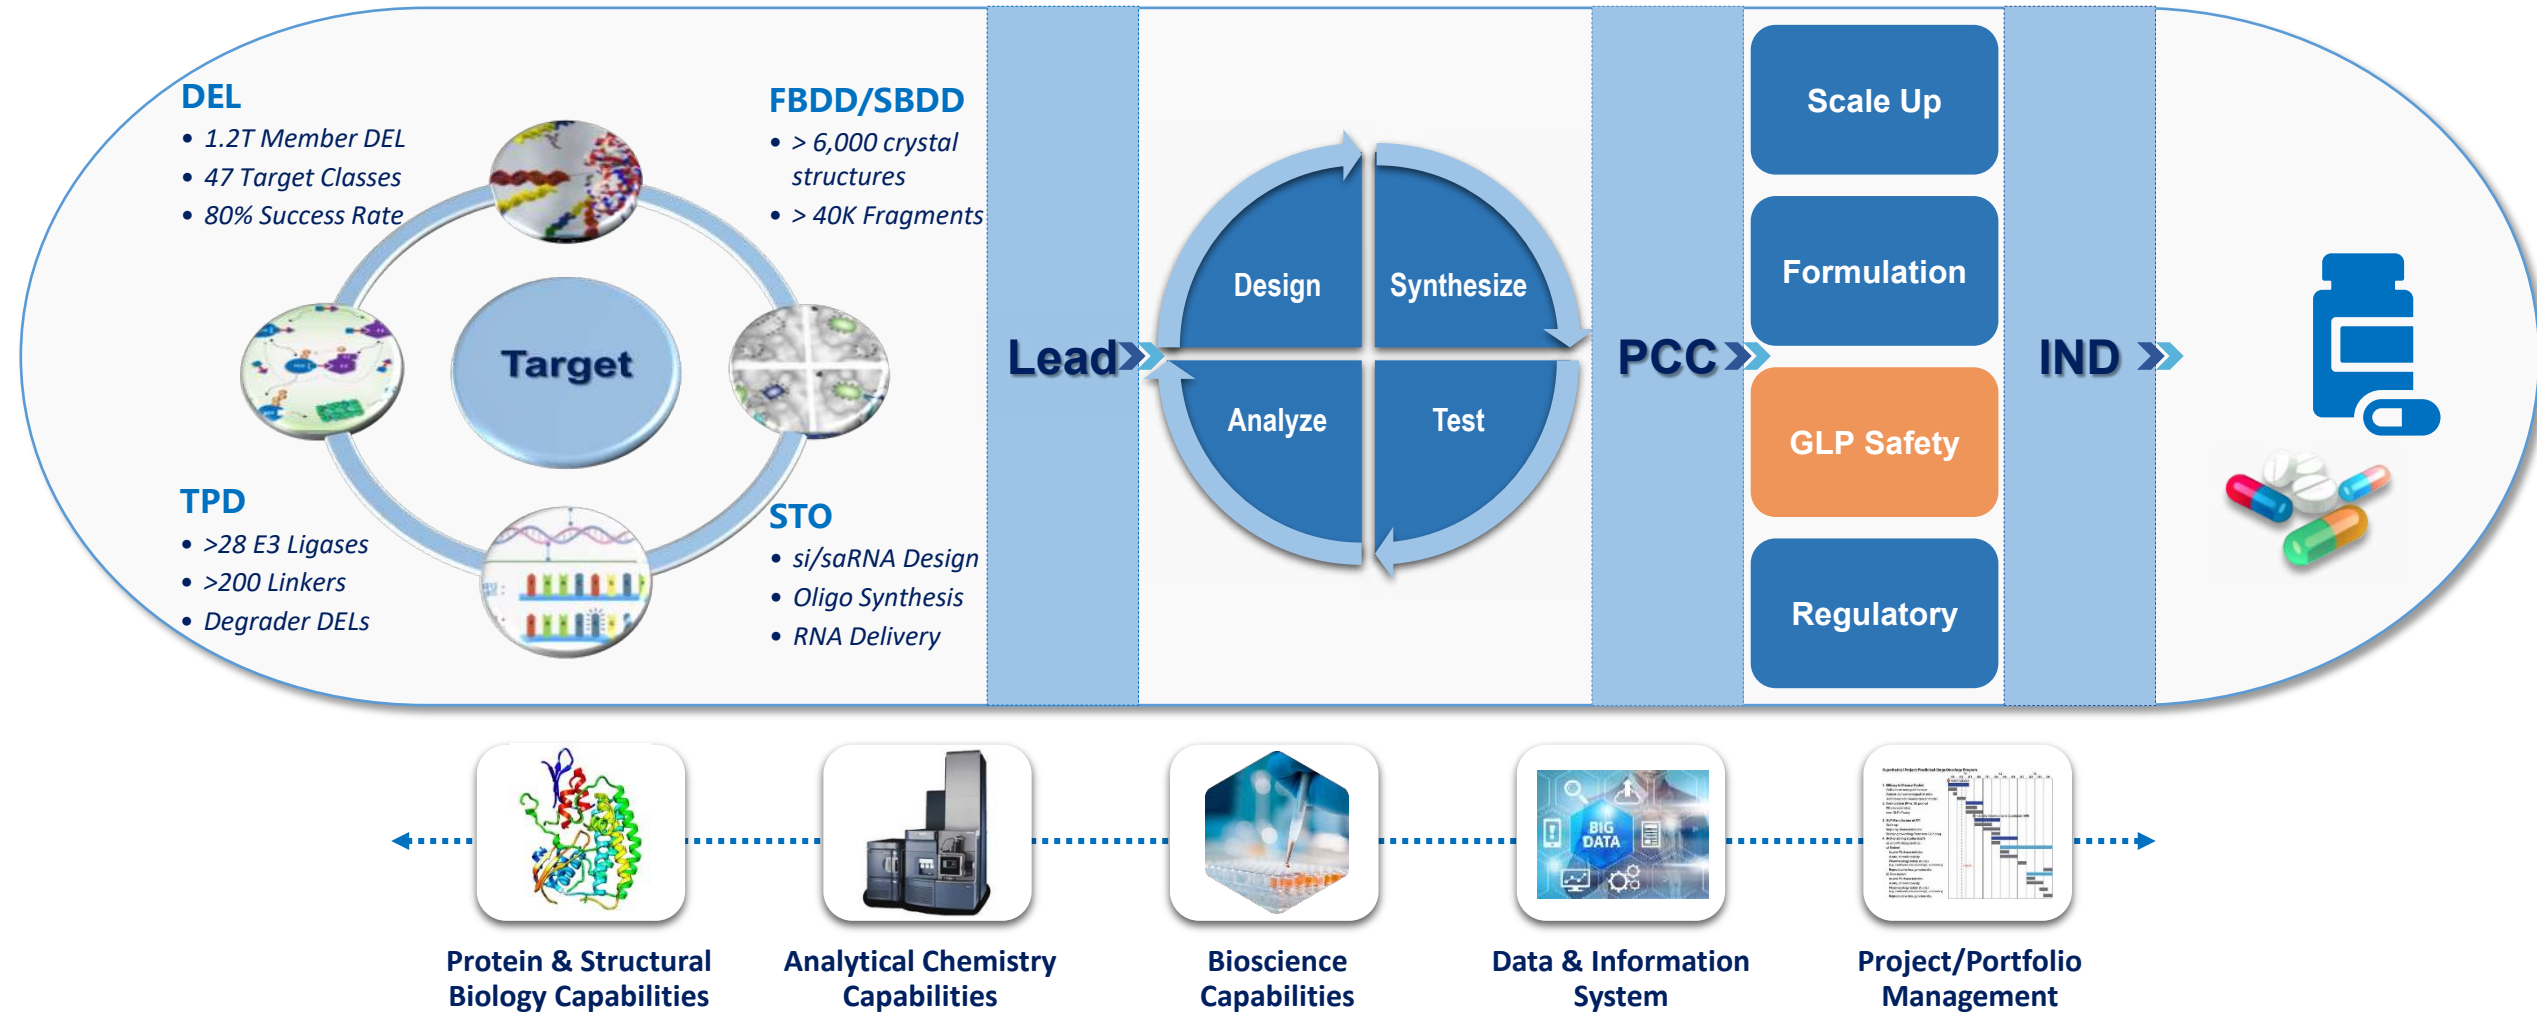 DEL
• 1.2T Member DEL
• 47 Target Classes
• 80% Success Rate
FBDD/SBDD
• > 6,000 crystal
structures
• > 40K Fragments
Target
TPD
• >28 E3 Ligases
• >200 Linkers
• Degrader DELs
STO
• si/saRNA Design
• Oligo Synthesis
• RNA Delivery
Lead
Design
Synthesize
Analyze
Test
PCC
Scale Up
Formulation
GLP Safety
Regulatory
IND
BIG
DATA
Protein & Structural
Biology Capabilities
Analytical Chemistry
Capabilities
Bioscience
Capabilities
Data & Information
System
Project/Portfolio
Management